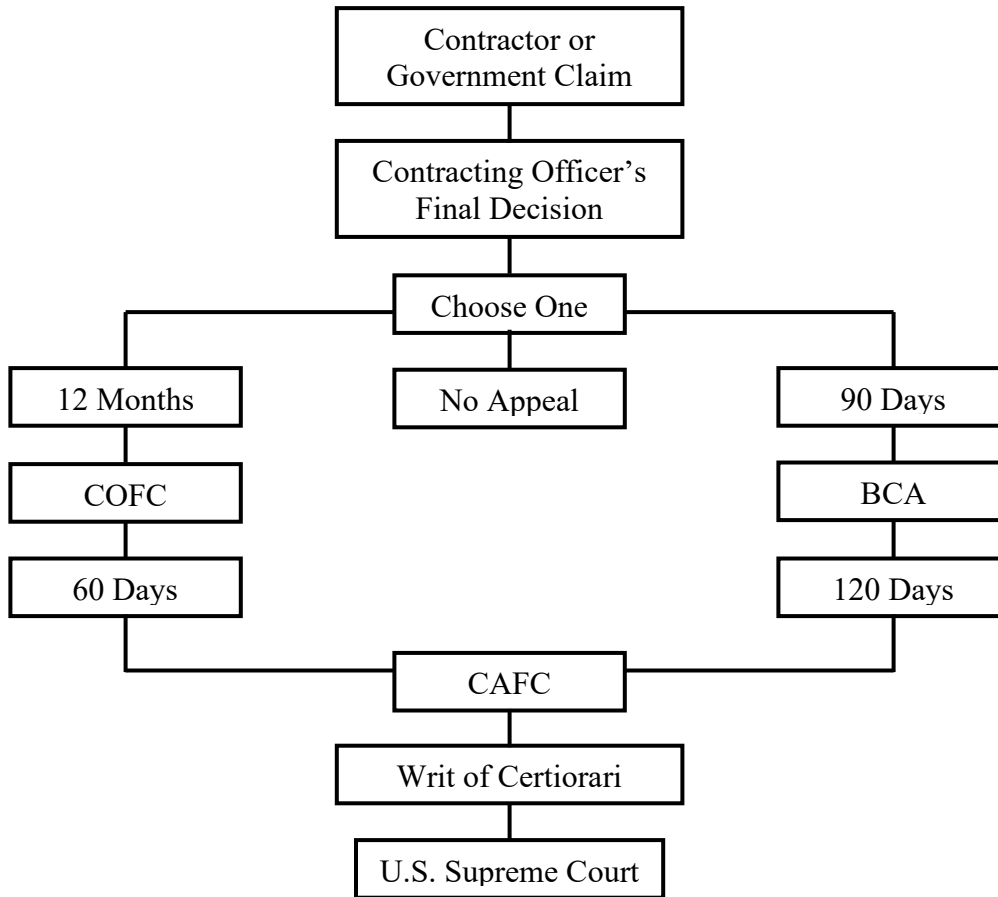 Contractor or
Government Claim
Contracting Officer’s
Final Decision
Choose One
12 Months
No Appeal
90 Days
COFC
BCA
60 Days
120 Days
CAFC
Writ of Certiorari
U.S. Supreme Court